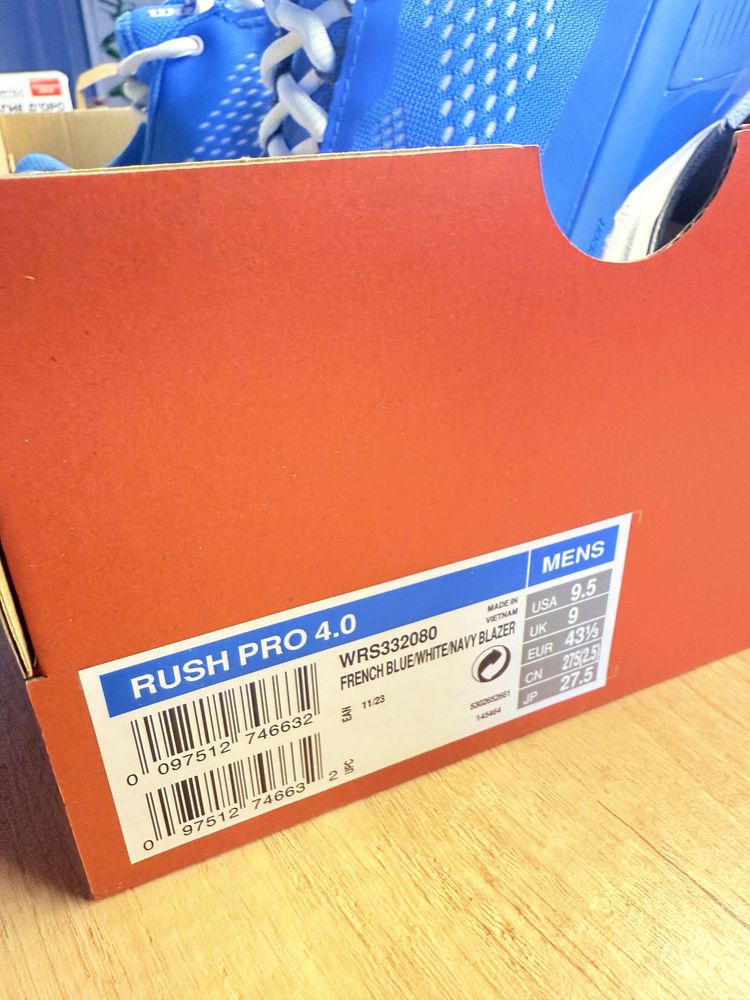 RUSH PRO 4.0
MENS
WRS332080
MADE IN
VIETNAM
FRENCH BLUE/WHITE/NAVY BLAZER
USA 9.5
UK 9
EUR 43⅓
CN 275(2.5)
JP 27.5
EAN 11/23
5302652661
145464
0 097512 746632
UPC
0 97512 74663 2